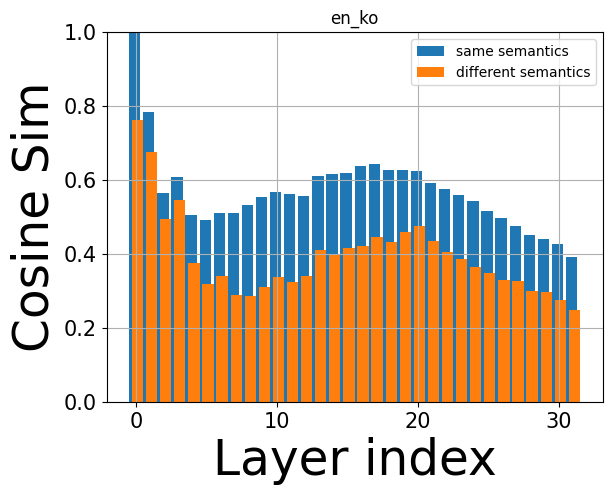 en_ko
same semantics
different semantics
Cosine Sim
1.0
0.8
0.6
0.4
0.2
0.0
0 10 20 30
Layer index